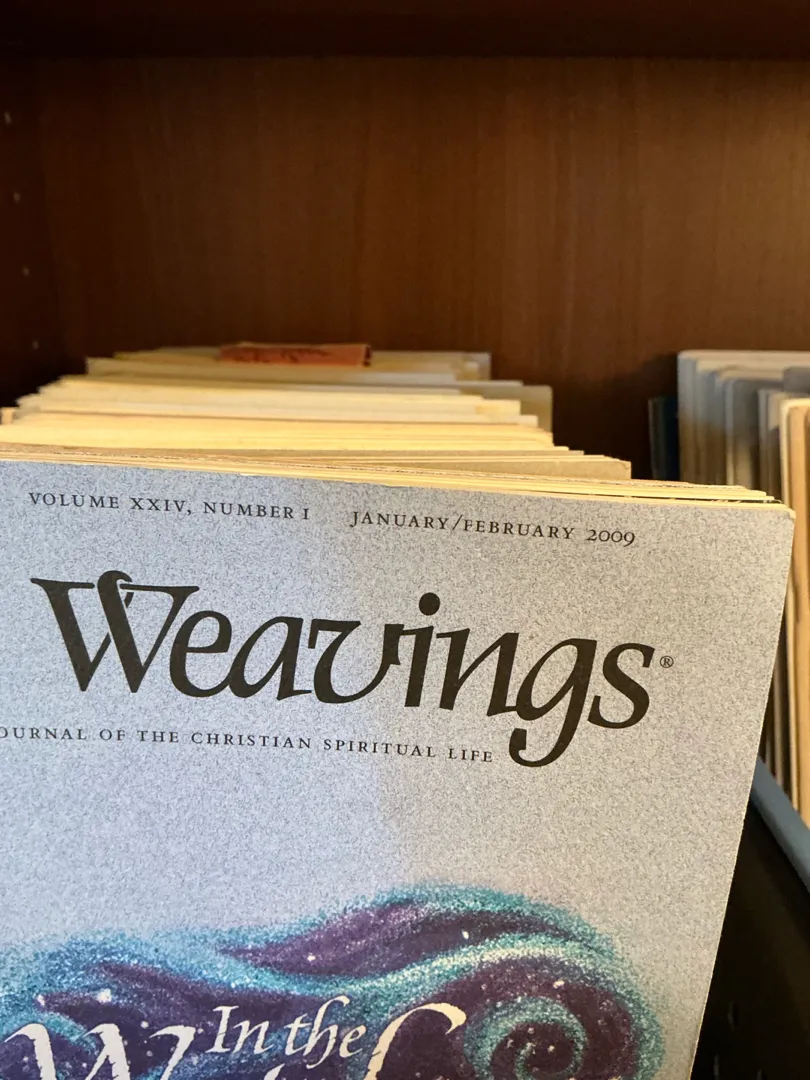 VOLUME XXIV, NUMBER I JANUARY/FEBRUARY 2009
Weavings®
OURNAL OF THE CHRISTIAN SPIRITUAL LIFE
In the